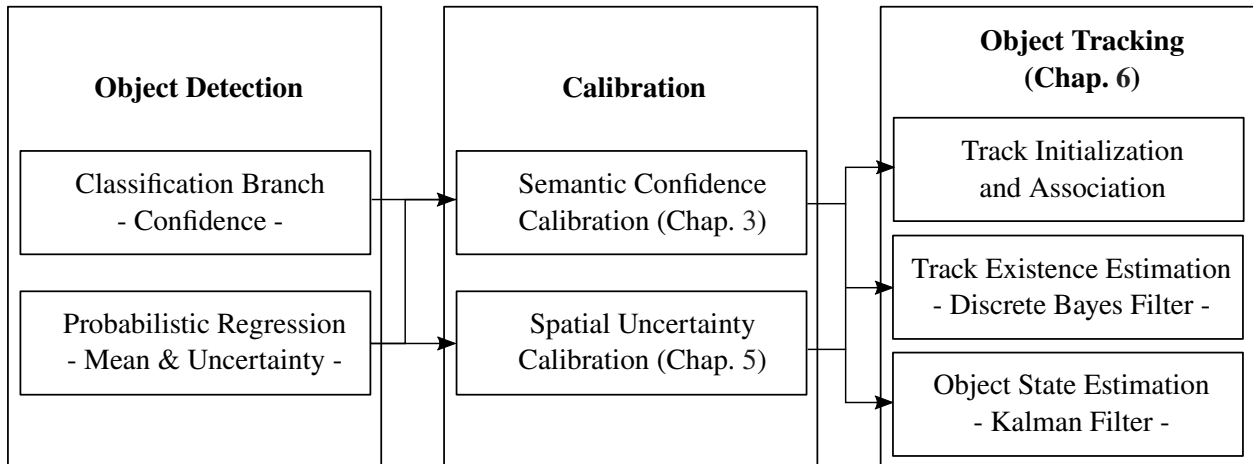 Object Detection
Classification Branch
- Confidence -
Probabilistic Regression
- Mean & Uncertainty -
Calibration
Semantic Confidence
Calibration (Chap. 3)
Spatial Uncertainty
Calibration (Chap. 5)
Object Tracking
(Chap. 6)
Track Initialization
and Association
Track Existence Estimation
- Discrete Bayes Filter -
Object State Estimation
- Kalman Filter -